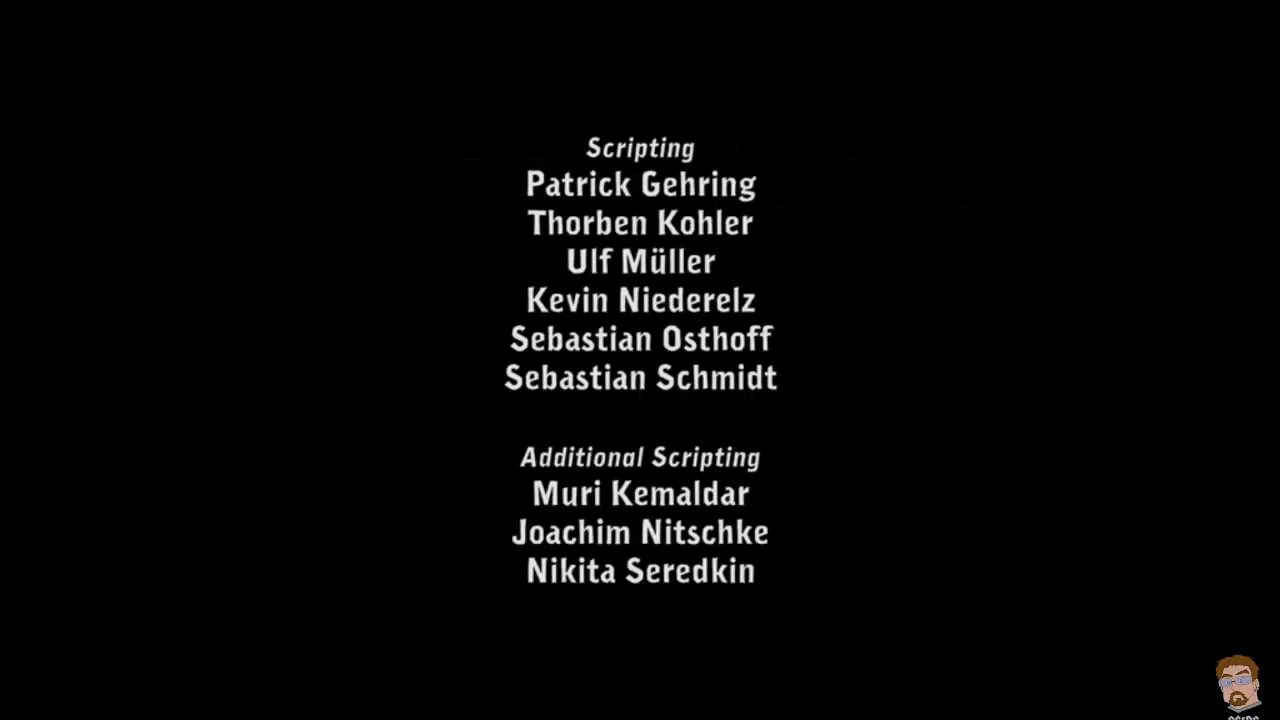 Scripting
Patrick Gehring
Thorben Kohler
Ulf Müller
Kevin Niederelz
Sebastian Osthoff
Sebastian Schmidt
Additional Scripting
Muri Kemaldar
Joachim Nitschke
Nikita Seredkin